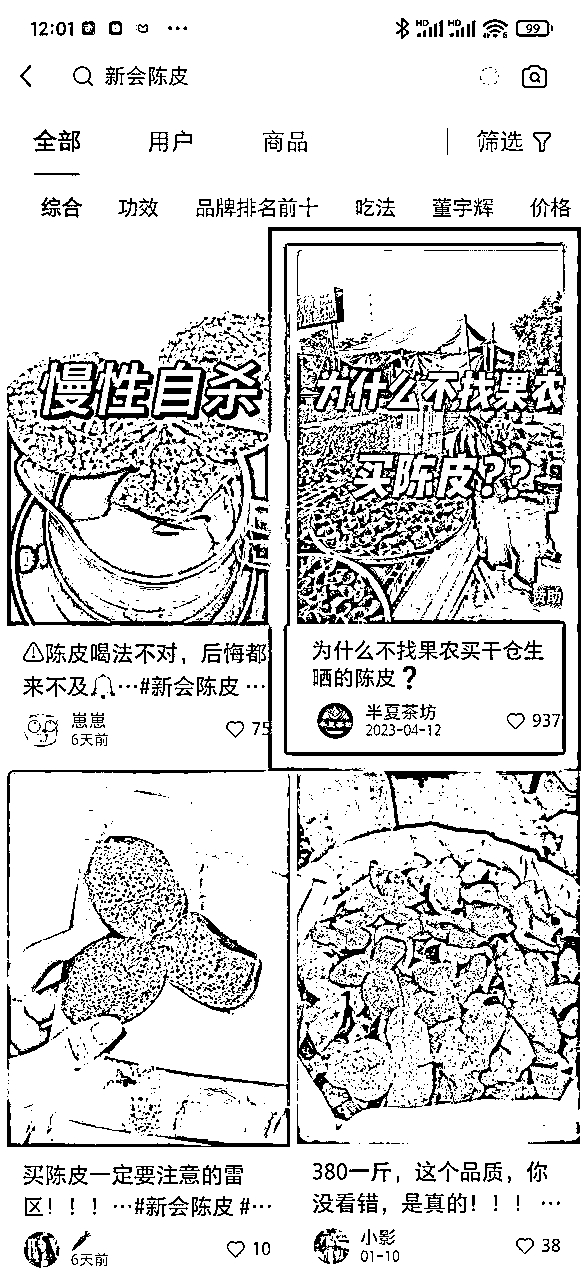 12:01 HD HD 99
新会陈皮
全部 用户 商品 筛选
综合 功效 品牌排名前十 吃法 董宇辉 价格
慢性自杀
⚠陈皮喝法不对，后悔都
来不及🔔…#新会陈皮 …
崽崽
6天前
75
为什么不找果农
买陈皮??
赞助
为什么不找果农买干仓生
晒的陈皮❓
半夏茶坊
2023-04-12
937
买陈皮一定要注意的雷
区！！！…#新会陈皮 #…
6天前
10
380一斤，这个品质，你
没看错，是真的！！！ …
小影
01-10
38